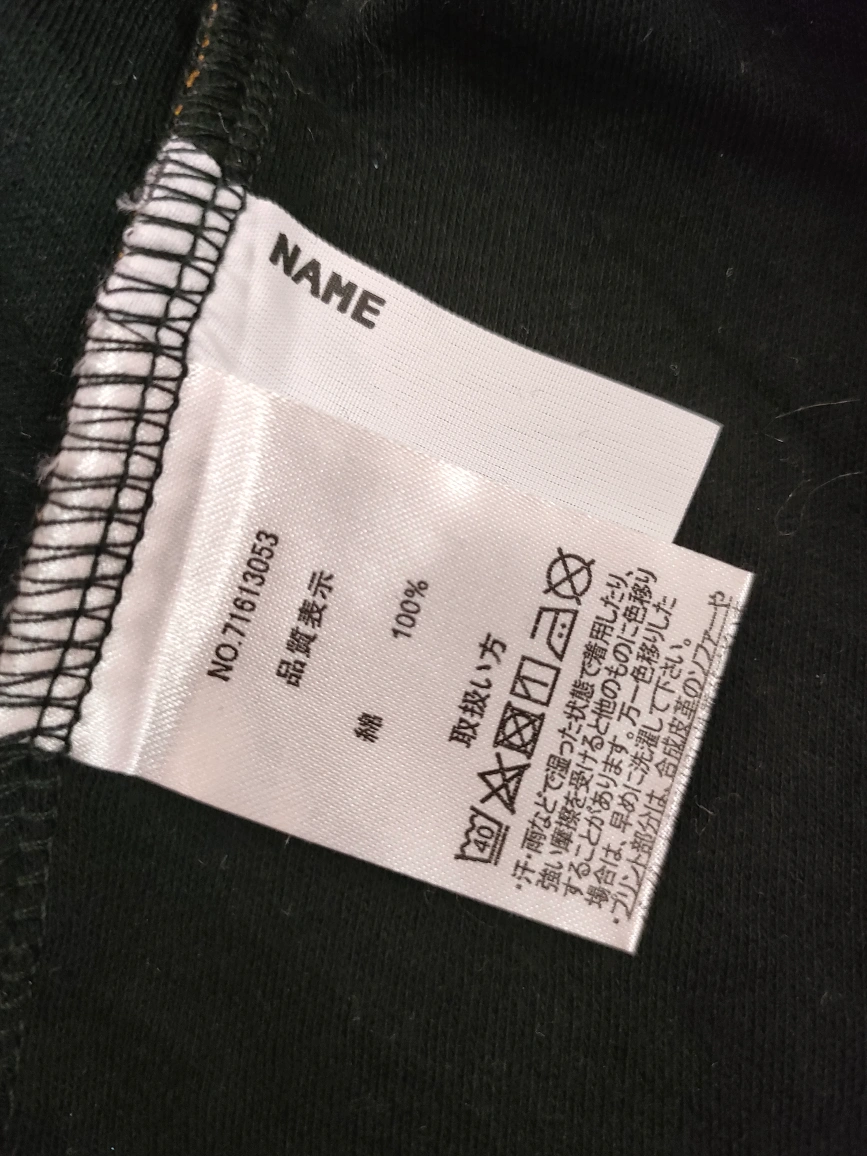 NAME
NO.71613053
品質表示
綿 100%
取扱い方
40
・汗・雨などで湿った状態で着用したり、
強い摩擦を受けると他のものに色移り
することがあります。万一色移りした
場合は、早めに洗濯して下さい。
・プリント部分は、合成皮革のソファーや